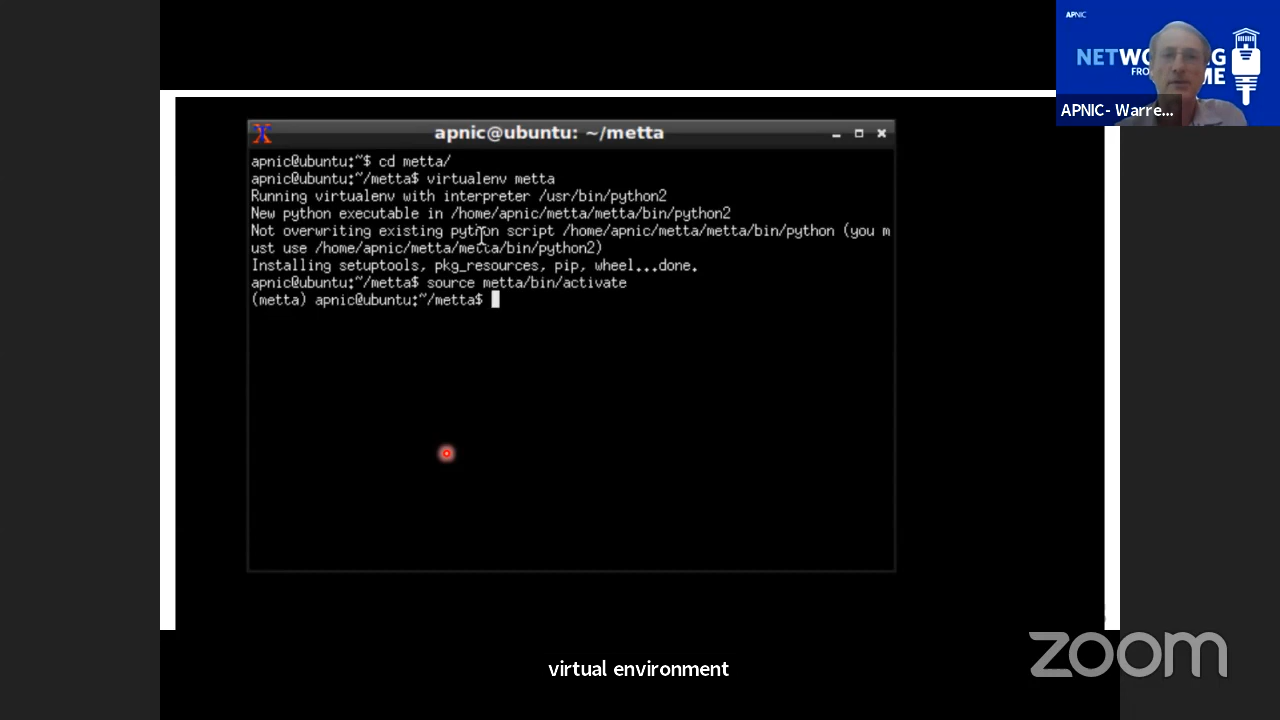 APNIC
NETWO G
FRO ME
APNIC- Warre...
apnic@ubuntu: ~/metta
apnic@ubuntu:~$ cd metta/
apnic@ubuntu:~/metta$ virtualenv metta
Running virtualenv with interpreter /usr/bin/python2
New python executable in /home/apnic/metta/metta/bin/python2
Not overwriting existing python script /home/apnic/metta/metta/bin/python (you m
ust use /home/apnic/metta/metta/bin/python2)
Installing setuptools, pkg_resources, pip, wheel...done.
apnic@ubuntu:~/metta$ source metta/bin/activate
(metta) apnic@ubuntu:~/metta$
zoom
virtual environment